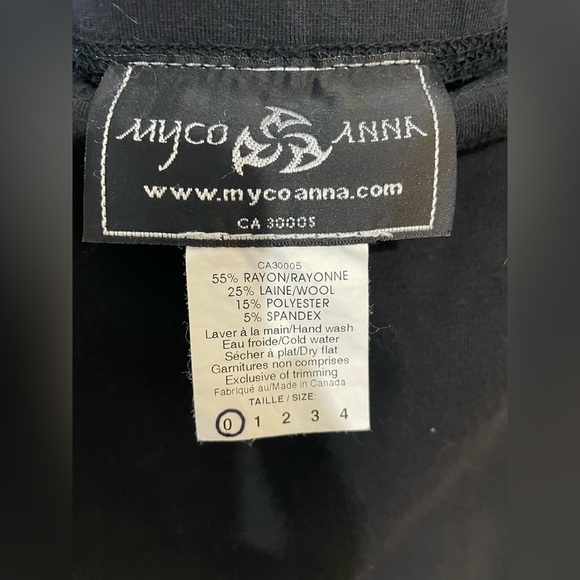 MYCO ANNA
www.mycoanna.com
CA 30005
CA30005
55% RAYON/RAYONNE
25% LAINE/WOOL
15% POLYESTER
5% SPANDEX
Laver à la main/Hand wash
Eau froide/Cold water
Sécher à plat/Dry flat
Garnitures non comprises
Exclusive of trimming
Fabriqué au/Made in Canada
TAILLE / SIZE:
0 1 2 3 4